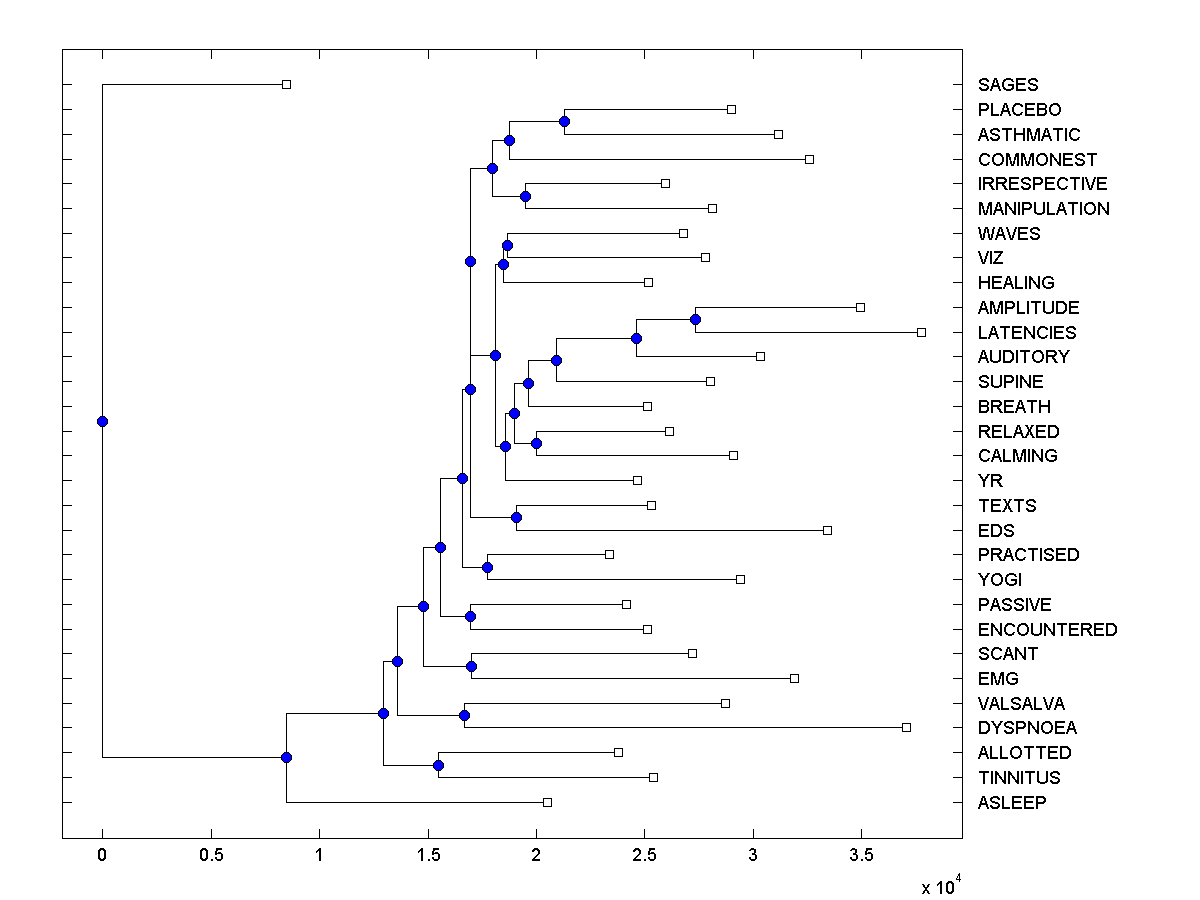 SAGES
PLACEBO
ASTHMATIC
COMMONEST
IRRESPECTIVE
MANIPULATION
WAVES
VIZ
HEALING
AMPLITUDE
LATENCIES
AUDITORY
SUPINE
BREATH
RELAXED
CALMING
YR
TEXTS
EDS
PRACTISED
YOGI
PASSIVE
ENCOUNTERED
SCANT
EMG
VALSALVA
DYSPNOEA
ALLOTTED
TINNITUS
ASLEEP
0 0.5 1 1.5 2 2.5 3 3.5
x 10^4